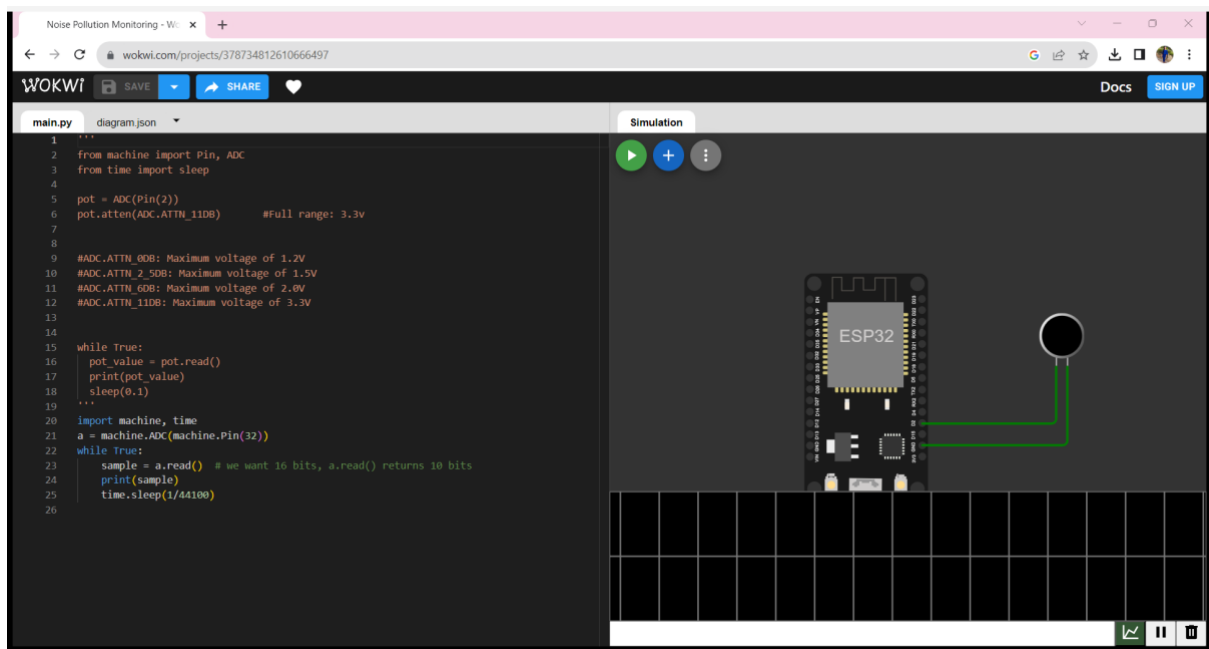 Noise Pollution Monitoring - Wo
wokwi.com/projects/378734812610666497
WOKWi
SAVE
SHARE
Docs
SIGN UP
main.py
diagram.json
Simulation
1 '''
2 from machine import Pin, ADC
3 from time import sleep
4
5 pot = ADC(Pin(2))
6 pot.atten(ADC.ATTN_11DB) #Full range: 3.3v
7
8
9 #ADC.ATTN_0DB: Maximum voltage of 1.2V
10 #ADC.ATTN_2_5DB: Maximum voltage of 1.5V
11 #ADC.ATTN_6DB: Maximum voltage of 2.0V
12 #ADC.ATTN_11DB: Maximum voltage of 3.3V
13
14
15 while True:
16 pot_value = pot.read()
17 print(pot_value)
18 sleep(0.1)
19 '''
20 import machine, time
21 a = machine.ADC(machine.Pin(32))
22 while True:
23 sample = a.read() # we want 16 bits, a.read() returns 10 bits
24 print(sample)
25 time.sleep(1/44100)
26
ESP32